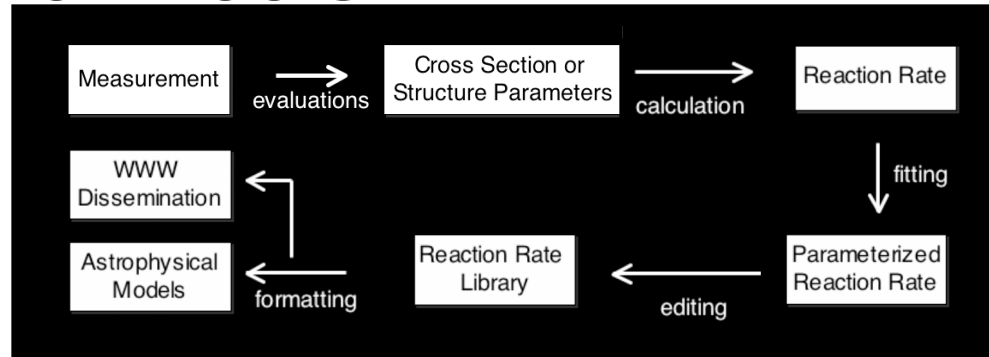 Measurement
evaluations
Cross Section or
Structure Parameters
calculation
Reaction Rate
fitting
Parameterized
Reaction Rate
editing
Reaction Rate
Library
formatting
WWW
Dissemination
Astrophysical
Models